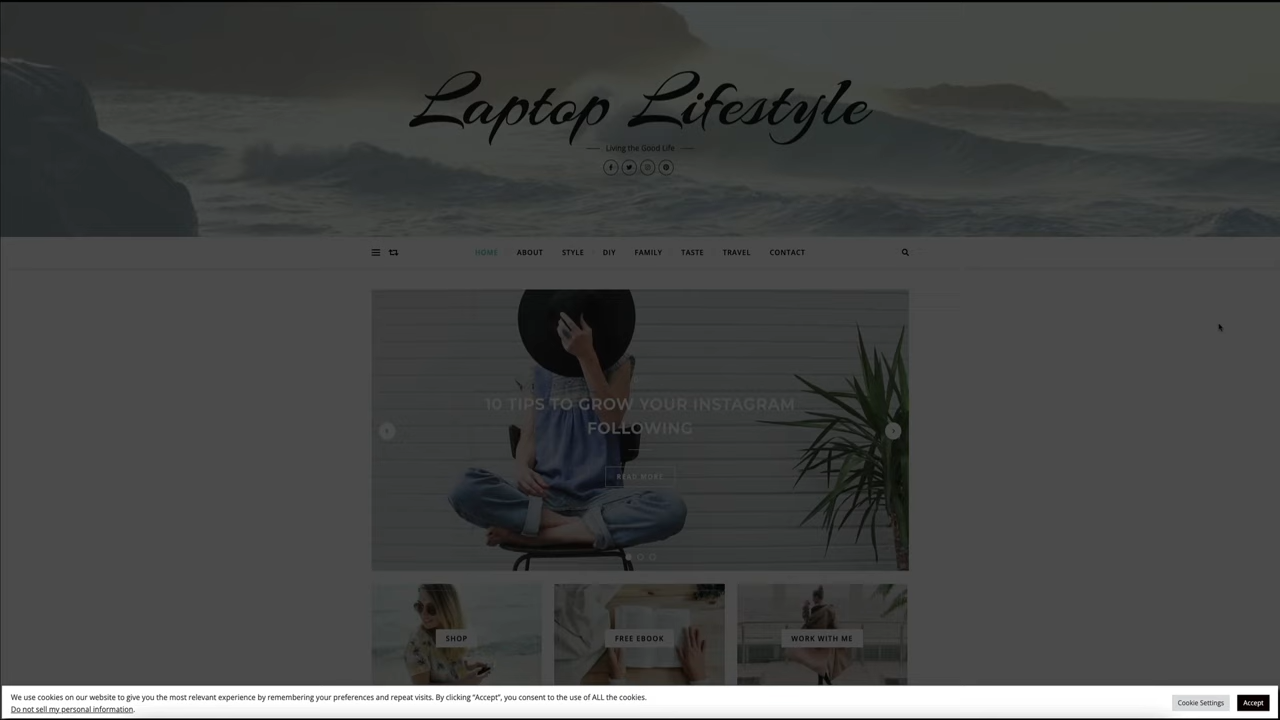 Laptop Lifestyle
Living the Good Life
HOME ABOUT STYLE DIY FAMILY TASTE TRAVEL CONTACT
10 TIPS TO GROW YOUR INSTAGRAM
FOLLOWING
READ MORE
SHOP FREE EBOOK WORK WITH ME
We use cookies on our website to give you the most relevant experience by remembering your preferences and repeat visits. By clicking “Accept”, you consent to the use of ALL the cookies.
Do not sell my personal information.
Cookie Settings Accept